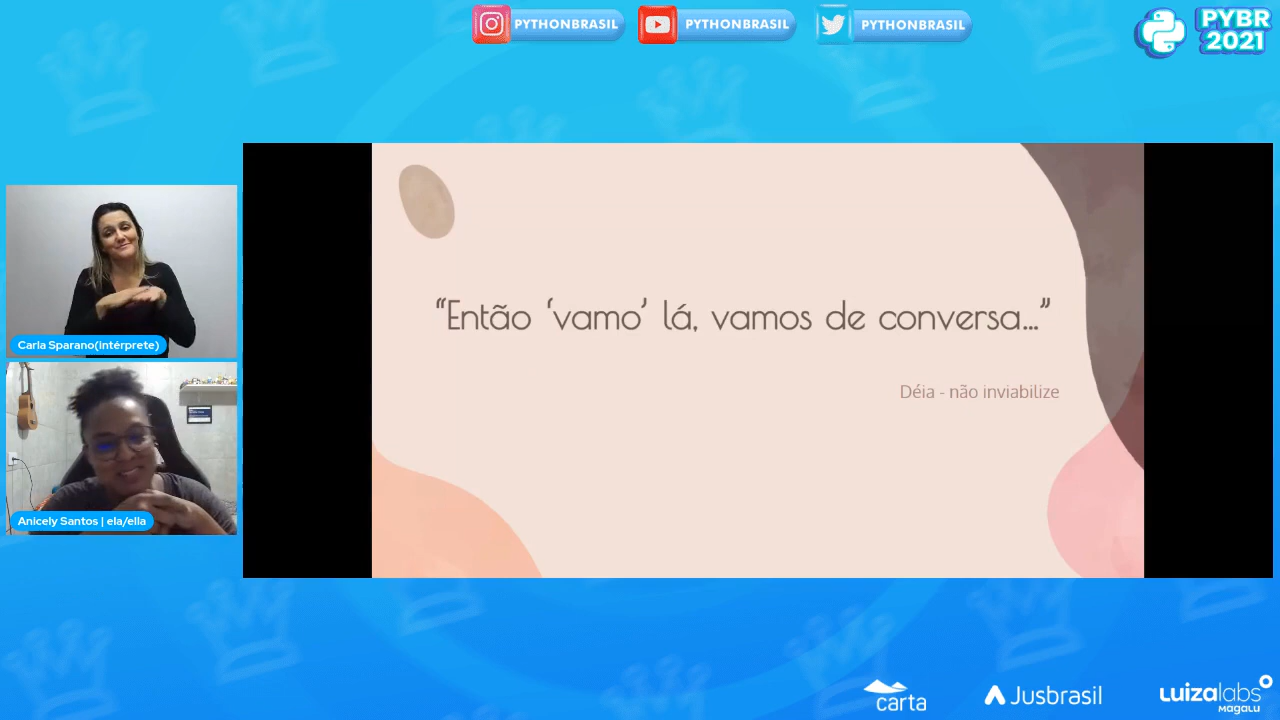 PYTHONBRASIL
PYTHONBRASIL
PYTHONBRASIL
PYBR
2021
“Então ‘vamo’ lá, vamos de conversa...”
Déia - não inviabilize
Carla Sparano(intérprete)
Anicely Santos | ela/ella
carta
Jusbrasil
LUIZAlabs
MAGALU